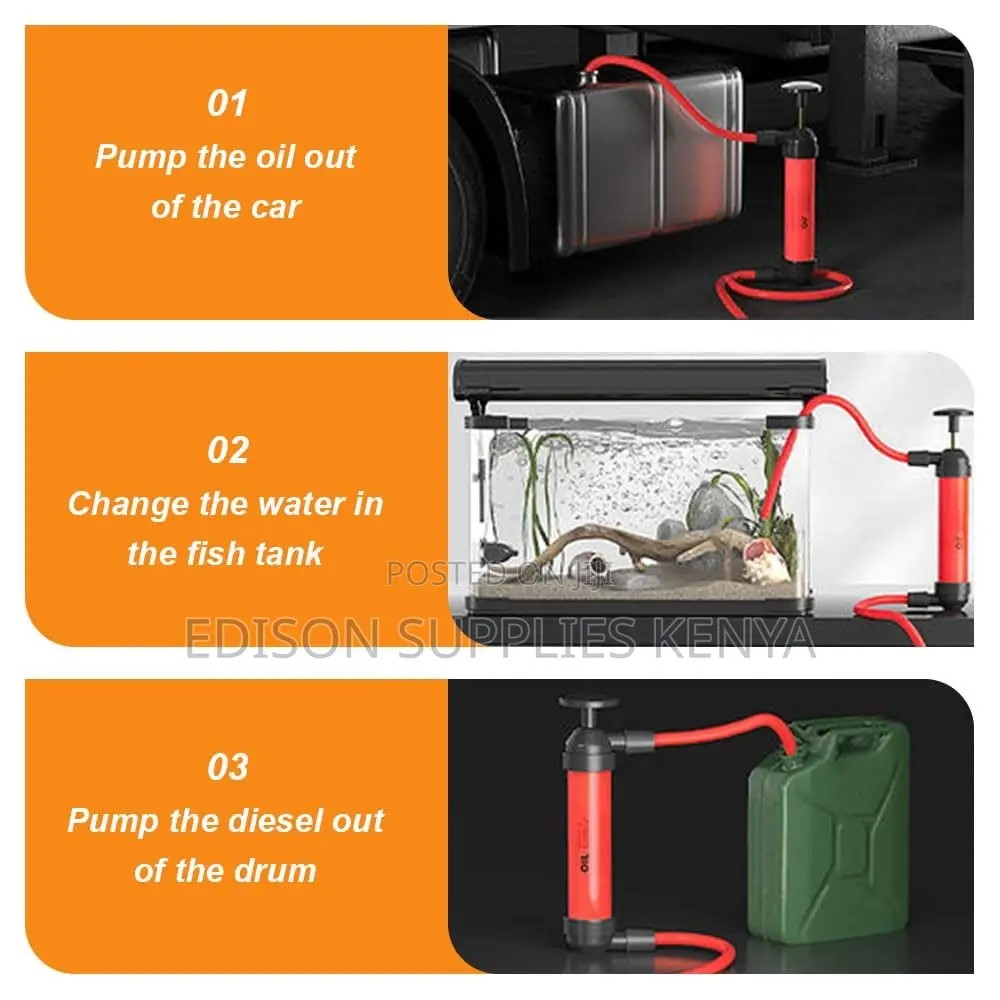 01
Pump the oil out
of the car
02
Change the water in
the fish tank
POSTED ON JIJI
EDISON SUPPLIES KENYA
03
Pump the diesel out
of the drum
OIL